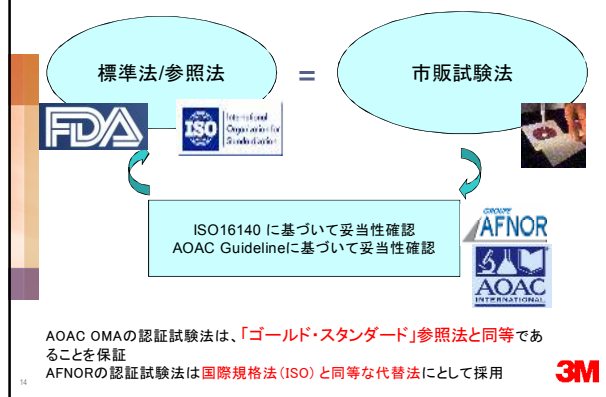 標準法/参照法
=
市販試験法
FDA
ISO
International
Organization for
Standardization
ISO16140 に基づいて妥当性確認
AOAC Guidelineに基づいて妥当性確認
GROUPE
AFNOR
AOAC
INTERNATIONAL
AOAC OMAの認証試験法は、「ゴールド・スタンダード」参照法と同等であ
ることを保証
AFNORの認証試験法は国際規格法(ISO) と同等な代替法にとして採用
14
3M